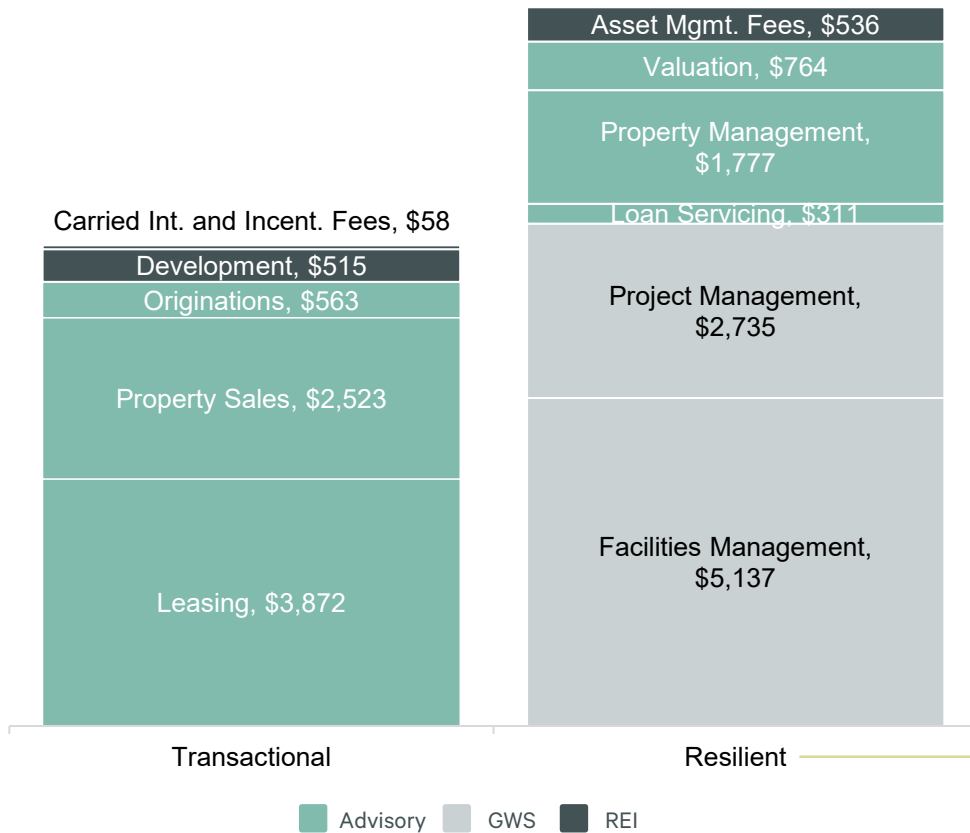 Carried Int. and Incent. Fees, $58
Development, $515
Originations, $563
Property Sales, $2,523
Leasing, $3,872
Asset Mgmt. Fees, $536
Valuation, $764
Property Management,
$1,777
Loan Servicing, $311
Project Management,
$2,735
Facilities Management,
$5,137
Transactional
Resilient
Advisory
GWS
REI